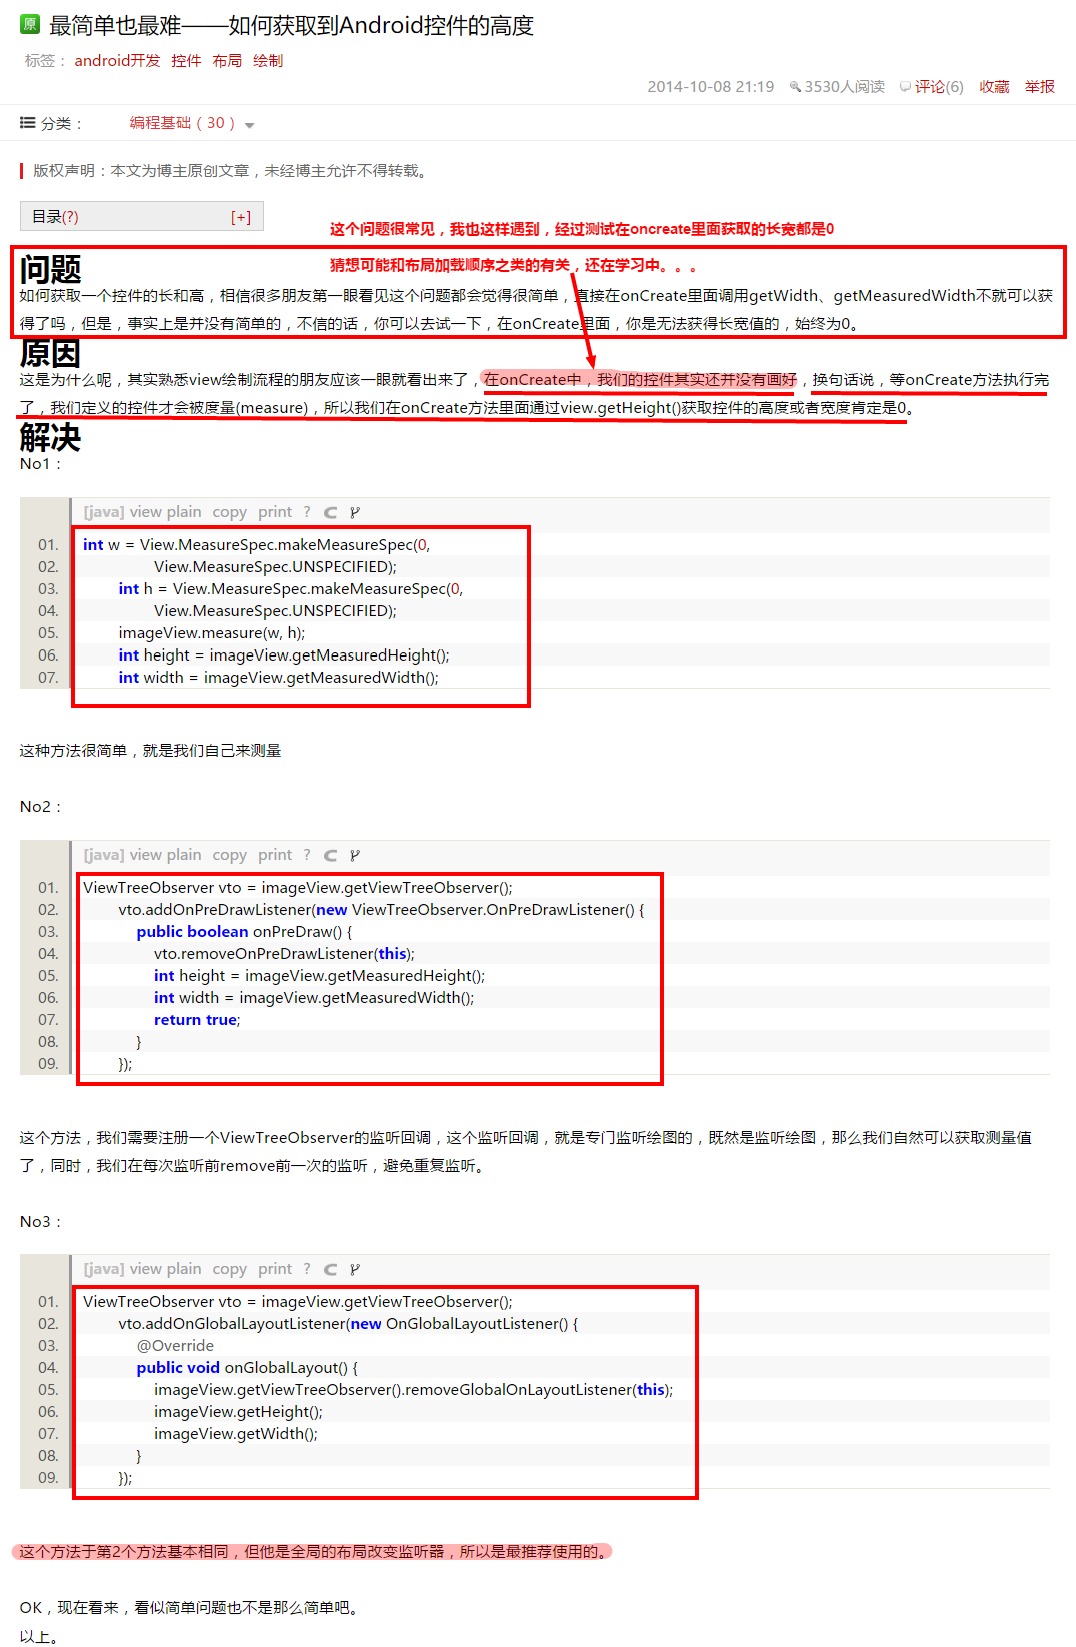 原 最简单也最难——如何获取到Android控件的高度
标签： android开发 控件 布局 绘制
2014-10-08 21:19 3530人阅读 评论(6) 收藏 举报
分类： 编程基础（30）
版权声明：本文为博主原创文章，未经博主允许不得转载。
目录(?) [+]
这个问题很常见，我也这样遇到，经过测试在oncreate里面获取的长宽都是0
猜想可能和布局加载顺序之类的有关，还在学习中。。。
问题
如何获取一个控件的长和高，相信很多朋友第一眼看见这个问题都会觉得很简单，直接在onCreate里面调用getWidth、getMeasuredWidth不就可以获
得了吗，但是，事实上是并没有简单的，不信的话，你可以去试一下，在onCreate里面，你是无法获得长宽值的，始终为0。
原因
这是为什么呢，其实熟悉view绘制流程的朋友应该一眼就看出来了，在onCreate中，我们的控件其实还并没有画好，换句话说，等onCreate方法执行完
了，我们定义的控件才会被度量(measure)，所以我们在onCreate方法里面通过view.getHeight()获取控件的高度或者宽度肯定是0。
解决
No1：
[java] view plain copy print ?
01. int w = View.MeasureSpec.makeMeasureSpec(0,
02. View.MeasureSpec.UNSPECIFIED);
03. int h = View.MeasureSpec.makeMeasureSpec(0,
04. View.MeasureSpec.UNSPECIFIED);
05. imageView.measure(w, h);
06. int height = imageView.getMeasuredHeight();
07. int width = imageView.getMeasuredWidth();
这种方法很简单，就是我们自己来测量
No2：
[java] view plain copy print ?
01. ViewTreeObserver vto = imageView.getViewTreeObserver();
02. vto.addOnPreDrawListener(new ViewTreeObserver.OnPreDrawListener() {
03. public boolean onPreDraw() {
04. vto.removeOnPreDrawListener(this);
05. int height = imageView.getMeasuredHeight();
06. int width = imageView.getMeasuredWidth();
07. return true;
08. }
09. });
这个方法，我们需要注册一个ViewTreeObserver的监听回调，这个监听回调，就是专门监听绘图的，既然是监听绘图，那么我们自然可以获取测量值
了，同时，我们在每次监听前remove前一次的监听，避免重复监听。
No3：
[java] view plain copy print ?
01. ViewTreeObserver vto = imageView.getViewTreeObserver();
02. vto.addOnGlobalLayoutListener(new OnGlobalLayoutListener() {
03. @Override
04. public void onGlobalLayout() {
05. imageView.getViewTreeObserver().removeGlobalOnLayoutListener(this);
06. imageView.getHeight();
07. imageView.getWidth();
08. }
09. });
这个方法于第2个方法基本相同，但他是全局的布局改变监听器，所以是最推荐使用的。
OK，现在看来，看似简单问题也不是那么简单吧。
以上。